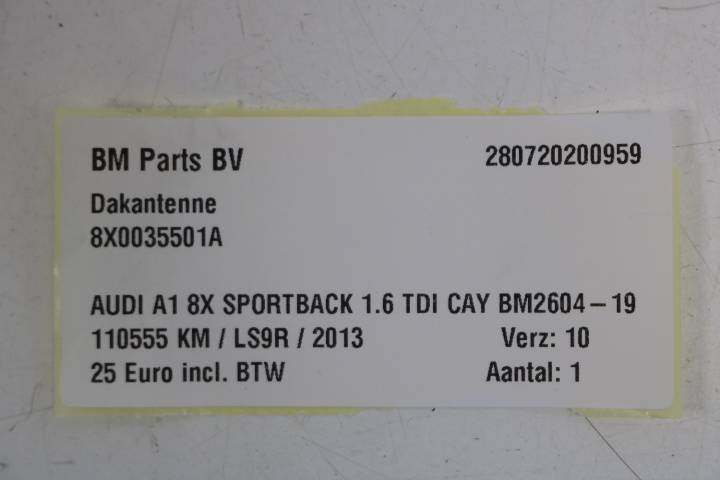 BM Parts BV 280720200959
Dakantenne
8X0035501A
AUDI A1 8X SPORTBACK 1.6 TDI CAY BM2604-19
110555 KM / LS9R / 2013 Verz: 10
25 Euro incl. BTW Aantal: 1